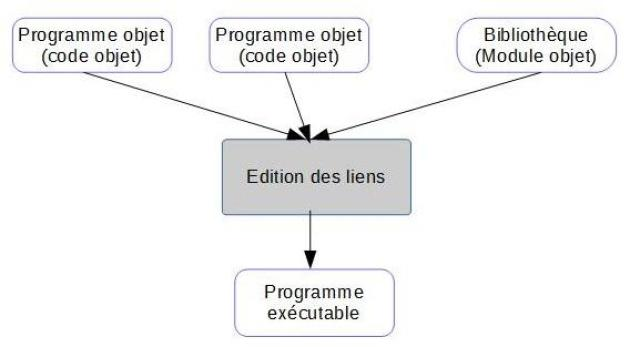 Programme objet
(code objet)
Programme objet
(code objet)
Bibliothèque
(Module objet)
Edition des liens
Programme
exécutable